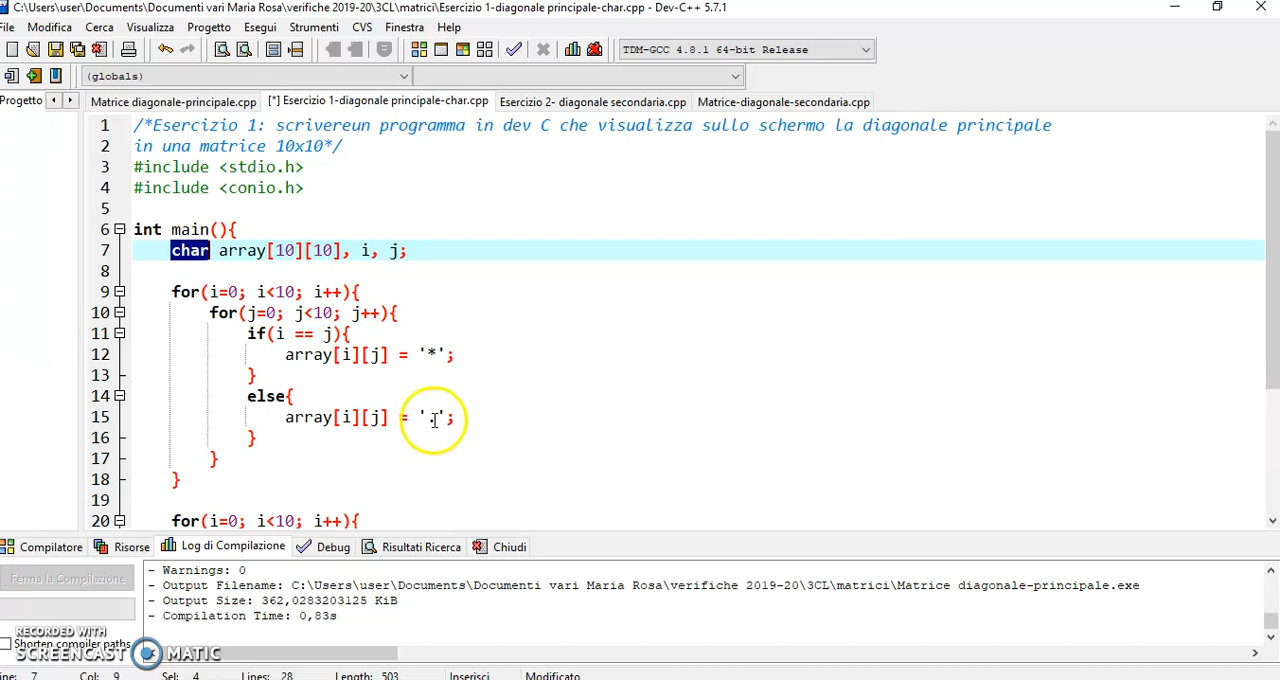 C:\Users\user\Documents\Documenti vari Maria Rosa\verifiche 2019-20\3CL\matrici\Esercizio 1-diagonale principale-char.cpp - Dev-C++ 5.7.1
File Modifica Cerca Visualizza Progetto Esegui Strumenti CVS Finestra Help
TDM-GCC 4.8.1 64-bit Release
(globals)
Progetto Matrice diagonale-principale.cpp [*] Esercizio 1-diagonale principale-char.cpp Esercizio 2- diagonale secondaria.cpp Matrice-diagonale-secondaria.cpp
1 /*Esercizio 1: scrivereun programma in dev C che visualizza sullo schermo la diagonale principale
2 in una matrice 10x10*/
3 #include <stdio.h>
4 #include <conio.h>
5
6 int main(){
7 char array[10][10], i, j;
8
9 for(i=0; i<10; i++){
10 for(j=0; j<10; j++){
11 if(i == j){
12 array[i][j] = '*';
13 }
14 else{
15 array[i][j] = '.';
16 }
17 }
18 }
19
20 for(i=0; i<10; i++){
Compilatore Risorse Log di Compilazione Debug Risultati Ricerca Chiudi
Ferma la Compilazione
- Warnings: 0
- Output Filename: C:\Users\user\Documents\Documenti vari Maria Rosa\verifiche 2019-20\3CL\matrici\Matrice diagonale-principale.exe
- Output Size: 362,0283203125 KiB
- Compilation Time: 0,83s
Shorten compiler paths
RECORDED WITH
SCREENCAST MATIC
Line: 7 Col: 9 Sel: 4 Lines: 28 Length: 503 Inserisci Modificato